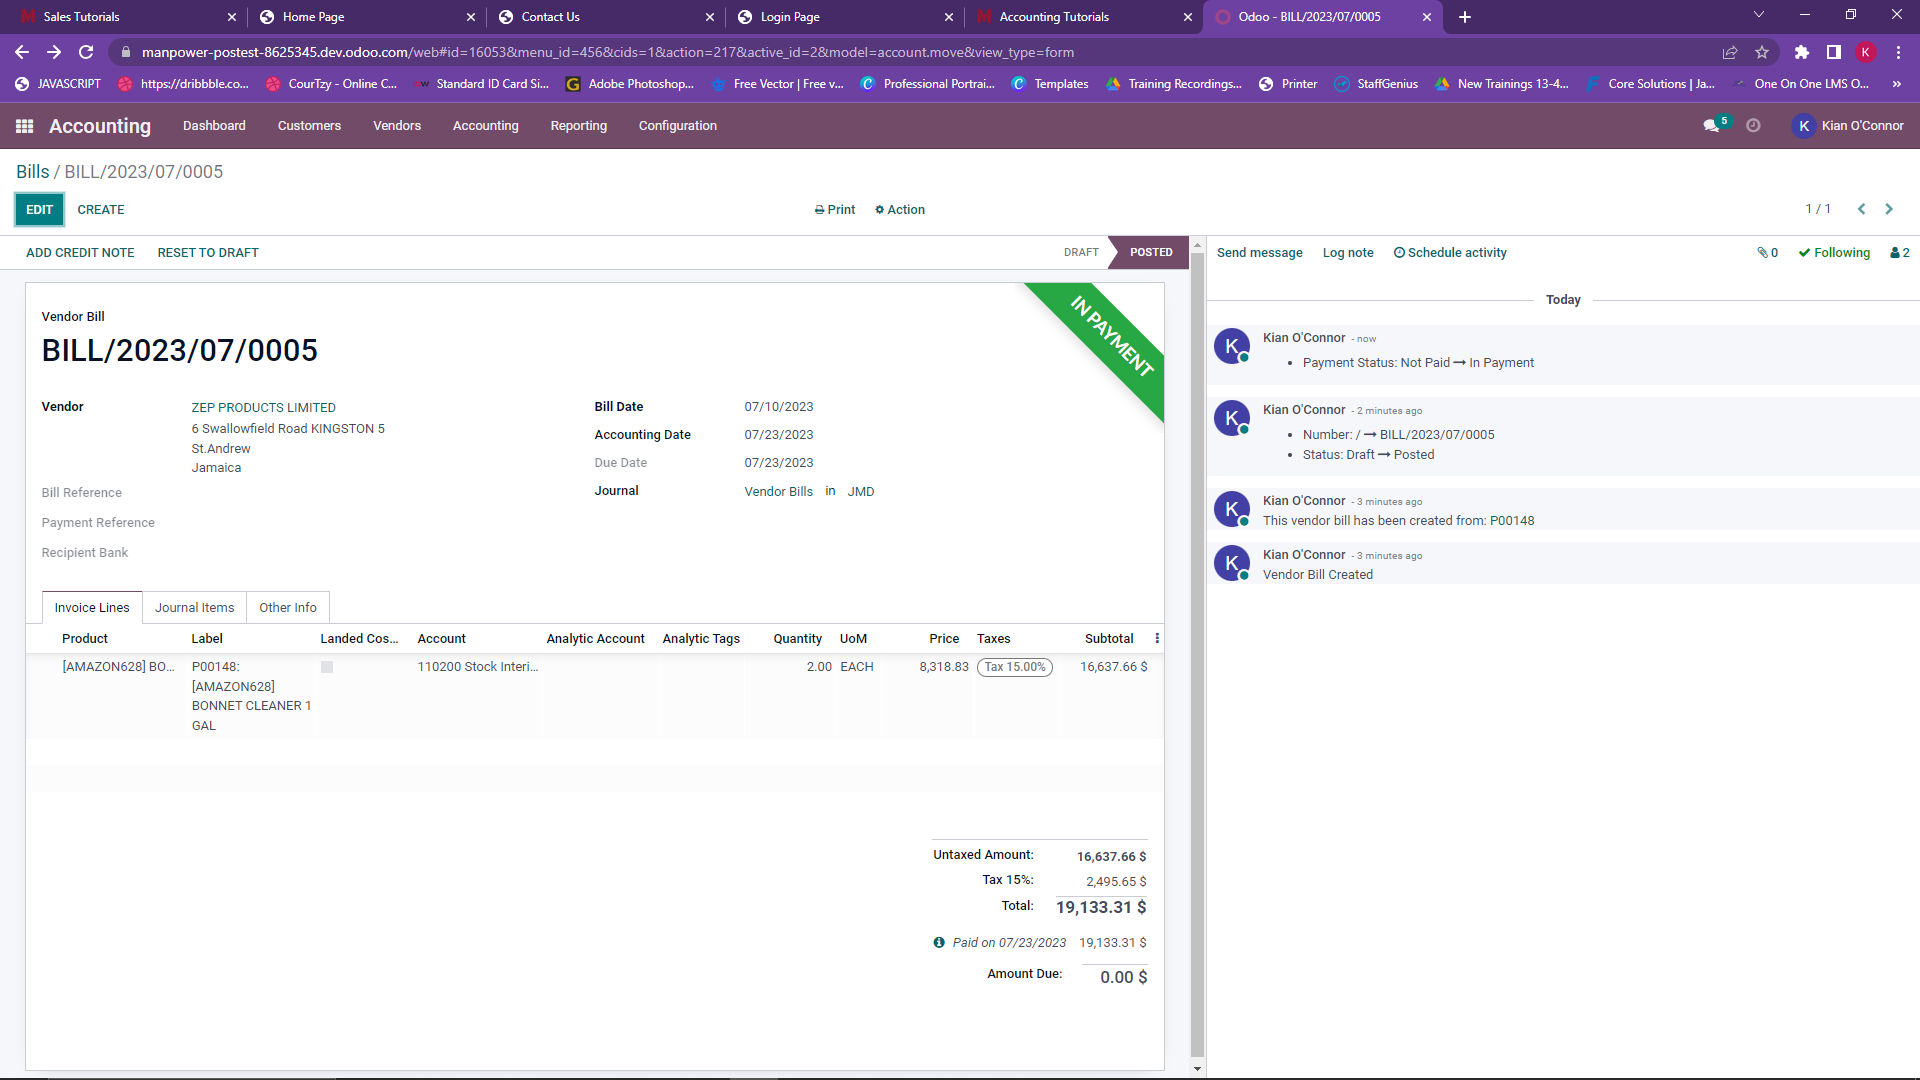 Sales Tutorials
Home Page
Contact Us
Login Page
Accounting Tutorials
Odoo - BILL/2023/07/0005
manpower-postest-8625345.dev.odoo.com/web#id=16053&menu_id=456&cids=1&action=217&active_id=2&model=account.move&view_type=form
K
JAVASCRIPT
https://dribbble.co...
CourTzy - Online C...
Standard ID Card Si...
Adobe Photoshop...
Free Vector | Free v...
Professional Portrai...
Templates
Training Recordings...
Printer
StaffGenius
New Trainings 13-4...
Core Solutions | Ja...
One On One LMS O...
»
Accounting
Dashboard
Customers
Vendors
Accounting
Reporting
Configuration
5
K
Kian O'Connor
Bills / BILL/2023/07/0005
EDIT
CREATE
Print
Action
1 / 1
ADD CREDIT NOTE
RESET TO DRAFT
DRAFT
POSTED
Send message
Log note
Schedule activity
0
Following
2
IN PAYMENT
Vendor Bill
BILL/2023/07/0005
Vendor
ZEP PRODUCTS LIMITED
6 Swallowfield Road KINGSTON 5
St.Andrew
Jamaica
Bill Reference
Payment Reference
Recipient Bank
Bill Date 07/10/2023
Accounting Date 07/23/2023
Due Date 07/23/2023
Journal Vendor Bills in JMD
Invoice Lines
Journal Items
Other Info
Product Label Landed Cos... Account Analytic Account Analytic Tags Quantity UoM Price Taxes Subtotal
[AMAZON628] BO... P00148: 110200 Stock Interi... 2.00 EACH 8,318.83 Tax 15.00% 16,637.66 $
[AMAZON628]
BONNET CLEANER 1
GAL
Untaxed Amount: 16,637.66 $
Tax 15%: 2,495.65 $
Total: 19,133.31 $
Paid on 07/23/2023 19,133.31 $
Amount Due: 0.00 $
Today
K
Kian O'Connor - now
Payment Status: Not Paid → In Payment
K
Kian O'Connor - 2 minutes ago
Number: / → BILL/2023/07/0005
Status: Draft → Posted
K
Kian O'Connor - 3 minutes ago
This vendor bill has been created from: P00148
K
Kian O'Connor - 3 minutes ago
Vendor Bill Created